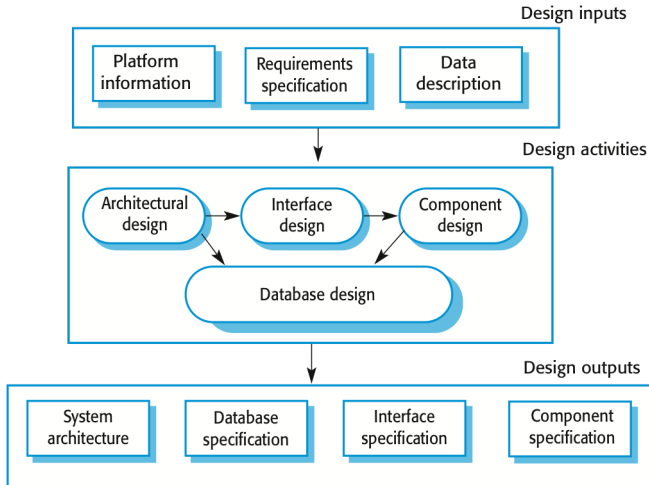 Design inputs
Platform
information
Requirements
specification
Data
description
Design activities
Architectural
design
Interface
design
Component
design
Database design
Design outputs
System
architecture
Database
specification
Interface
specification
Component
specification